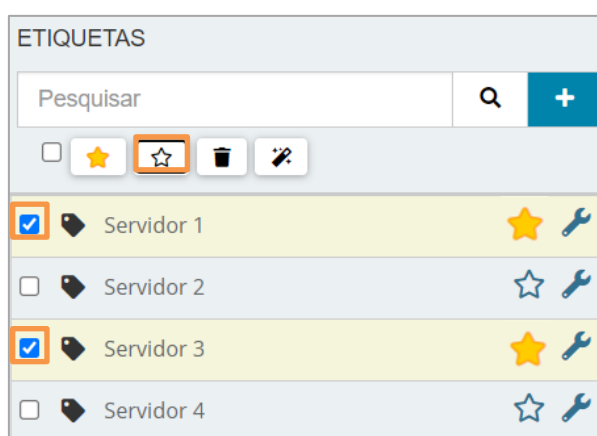 ETIQUETAS
Pesquisar
Servidor 1
Servidor 2
Servidor 3
Servidor 4